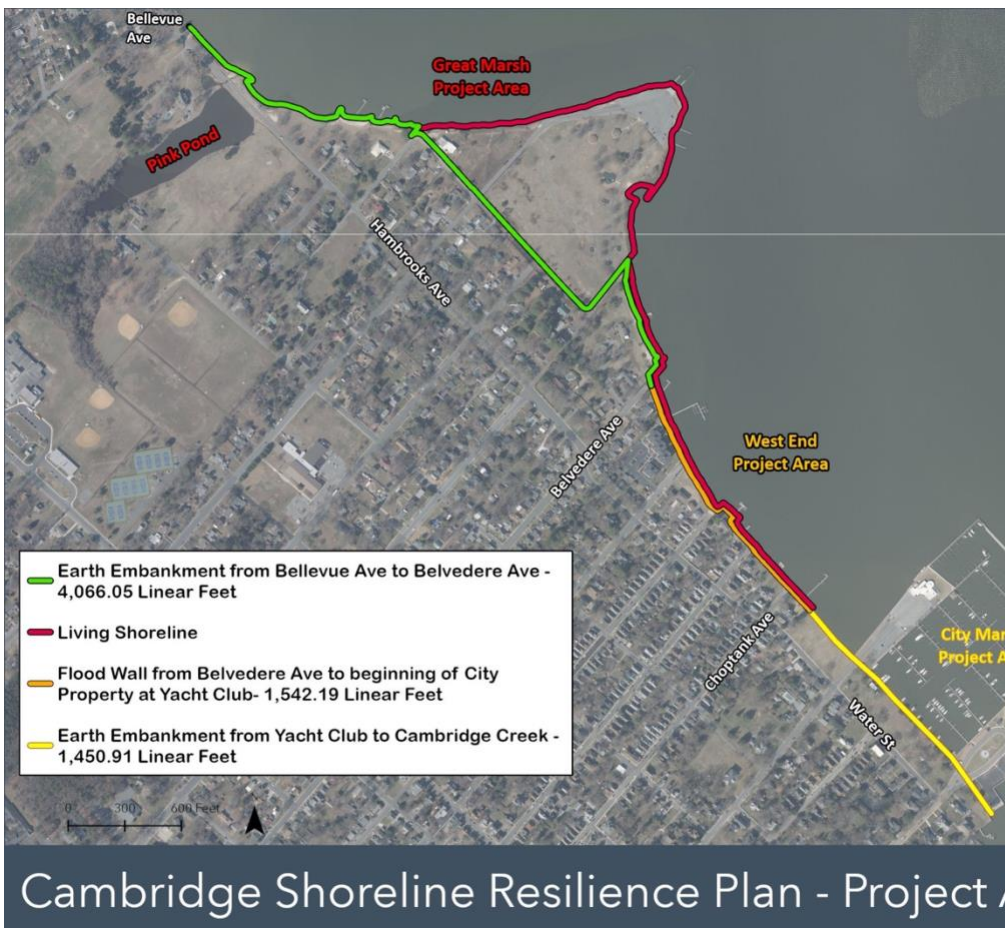 Bellevue
Ave
Great Marsh
Project Area
Pink Pond
Hambrooks Ave
Belvedere Ave
West End
Project Area
Choptank Ave
City Mar
Project A
Water St
Earth Embankment from Bellevue Ave to Belvedere Ave -
4,066.05 Linear Feet
Living Shoreline
Flood Wall from Belvedere Ave to beginning of City
Property at Yacht Club- 1,542.19 Linear Feet
Earth Embankment from Yacht Club to Cambridge Creek -
1,450.91 Linear Feet
0 300 600 Feet
Cambridge Shoreline Resilience Plan - Project A